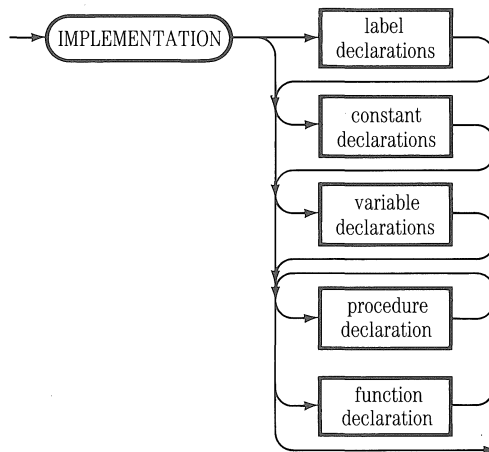 IMPLEMENTATION
label
declarations
constant
declarations
variable
declarations
procedure
declaration
function
declaration